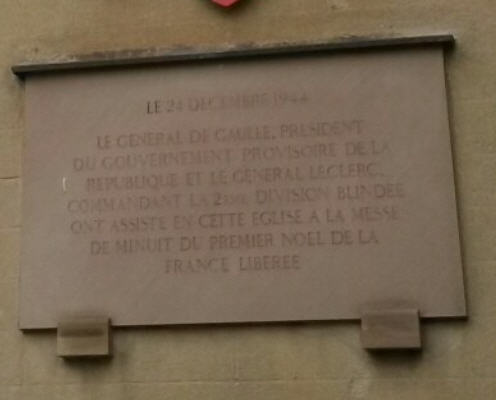 LE 24 DECEMBRE 1944
LE GENERAL DE GAULLE, PRESIDENT
DU GOUVERNEMENT PROVISOIRE DE LA
REPUBLIQUE ET LE GENERAL LECLERC,
COMMANDANT LA 2EME DIVISION BLINDEE
ONT ASSISTE EN CETTE EGLISE A LA MESSE
DE MINUIT DU PREMIER NOEL DE LA
FRANCE LIBEREE